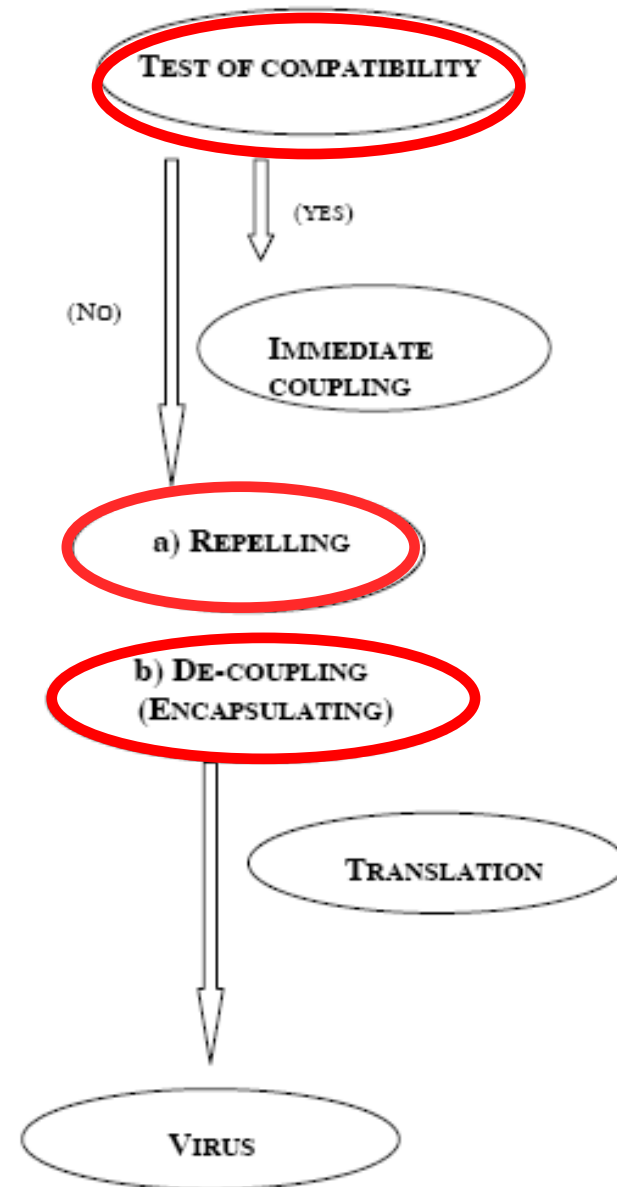 TEST OF COMPATIBILITY
(YES)
(NO)
IMMEDIATE
COUPLING
a) REPELLING
b) DE-COUPLING
(ENCAPSULATING)
TRANSLATION
VIRUS